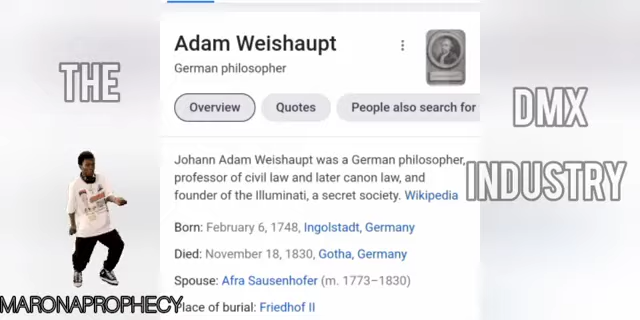 THE
DMX
INDUSTRY
Adam Weishaupt
German philosopher
Overview Quotes People also search for
Johann Adam Weishaupt was a German philosopher,
professor of civil law and later canon law, and
founder of the Illuminati, a secret society. Wikipedia
Born: February 6, 1748, Ingolstadt, Germany
Died: November 18, 1830, Gotha, Germany
Spouse: Afra Sausenhofer (m. 1773–1830)
Place of burial: Friedhof II
MARONAPROPHECY